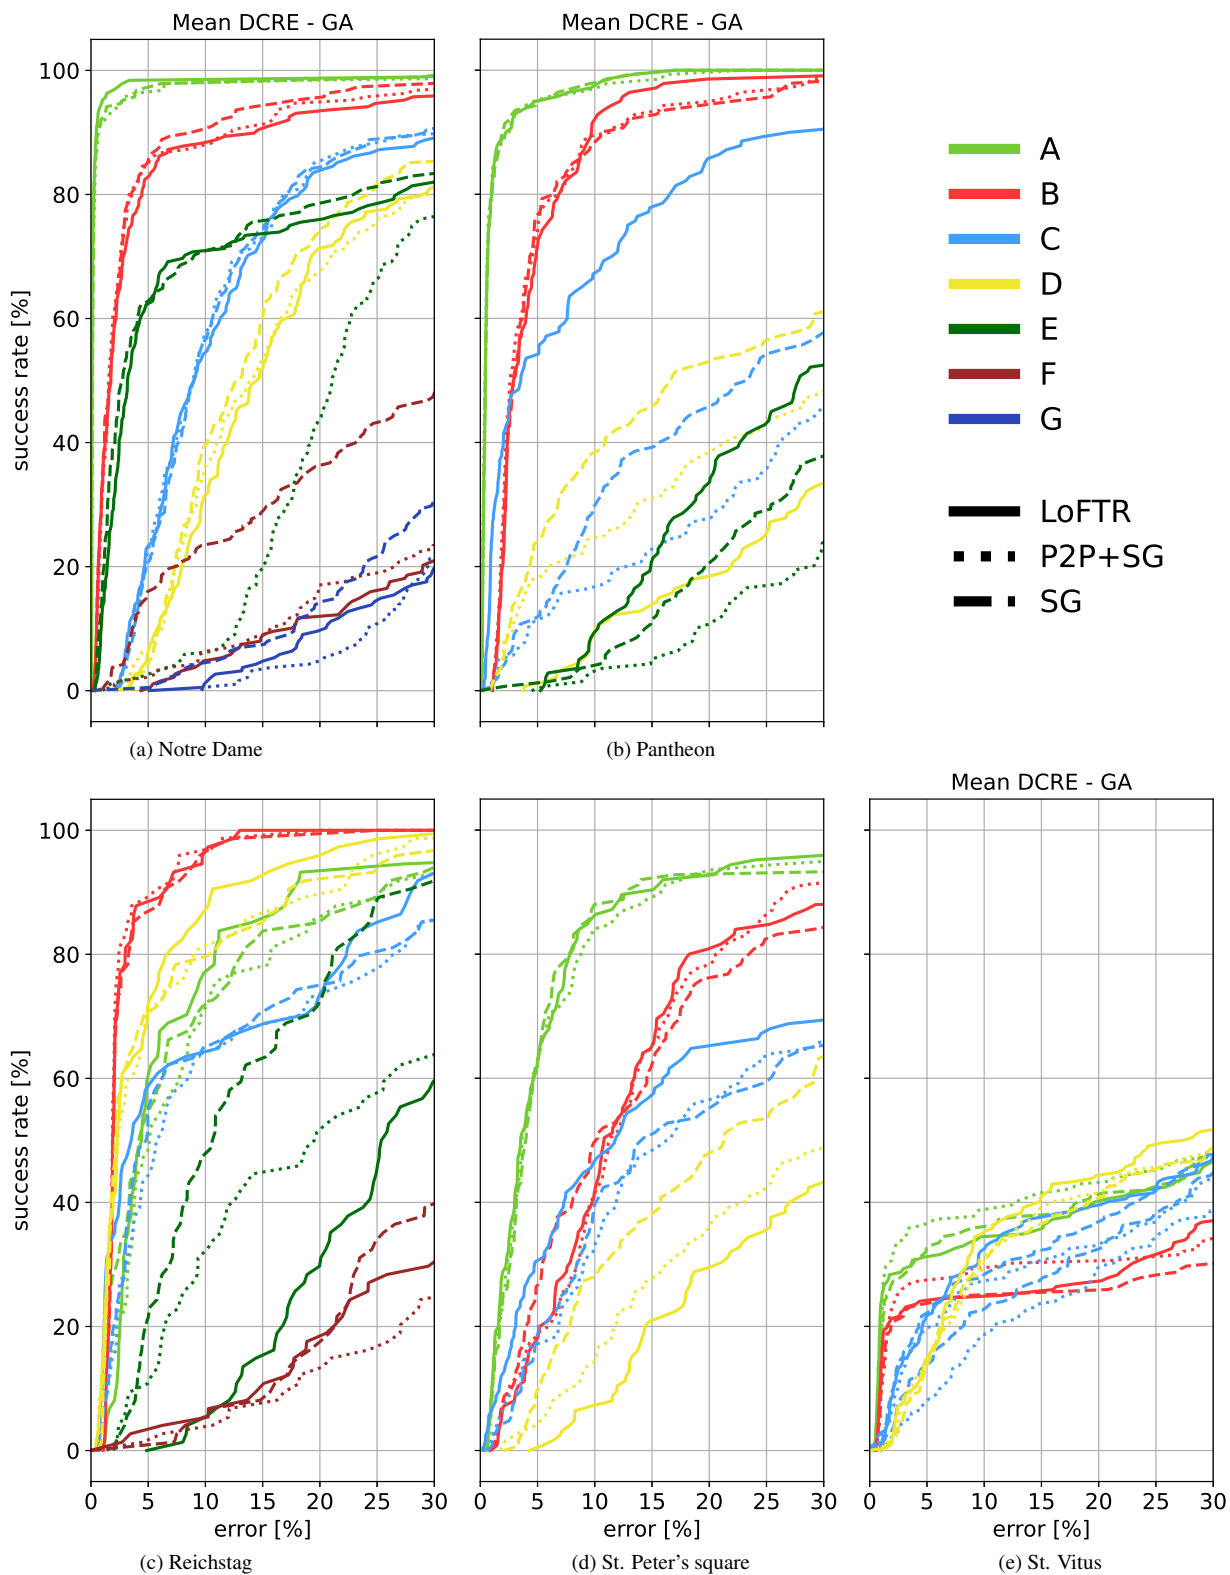 Mean DCRE - GA
Mean DCRE - GA
100
80
60
40
20
0
success rate [%]
A
B
C
D
E
F
G
LoFTR
P2P+SG
SG
(a) Notre Dame
(b) Pantheon
Mean DCRE - GA
100
80
60
40
20
0
success rate [%]
0 5 10 15 20 25 30
0 5 10 15 20 25 30
0 5 10 15 20 25 30
error [%]
error [%]
error [%]
(c) Reichstag
(d) St. Peter's square
(e) St. Vitus